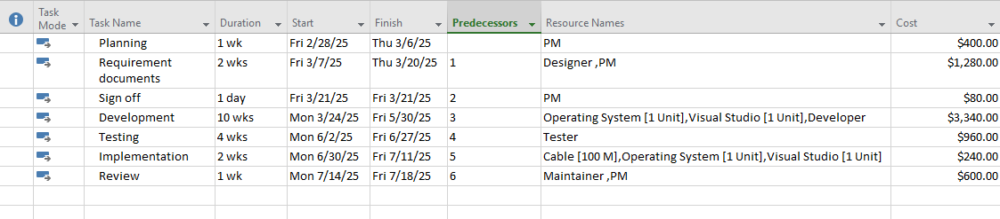 Task Mode Task Name Duration Start Finish Predecessors Resource Names Cost
Planning 1 wk Fri 2/28/25 Thu 3/6/25 PM $400.00
Requirement documents 2 wks Fri 3/7/25 Thu 3/20/25 1 Designer ,PM $1,280.00
Sign off 1 day Fri 3/21/25 Fri 3/21/25 2 PM $80.00
Development 10 wks Mon 3/24/25 Fri 5/30/25 3 Operating System [1 Unit],Visual Studio [1 Unit],Developer $3,340.00
Testing 4 wks Mon 6/2/25 Fri 6/27/25 4 Tester $960.00
Implementation 2 wks Mon 6/30/25 Fri 7/11/25 5 Cable [100 M],Operating System [1 Unit],Visual Studio [1 Unit] $240.00
Review 1 wk Mon 7/14/25 Fri 7/18/25 6 Maintainer ,PM $600.00